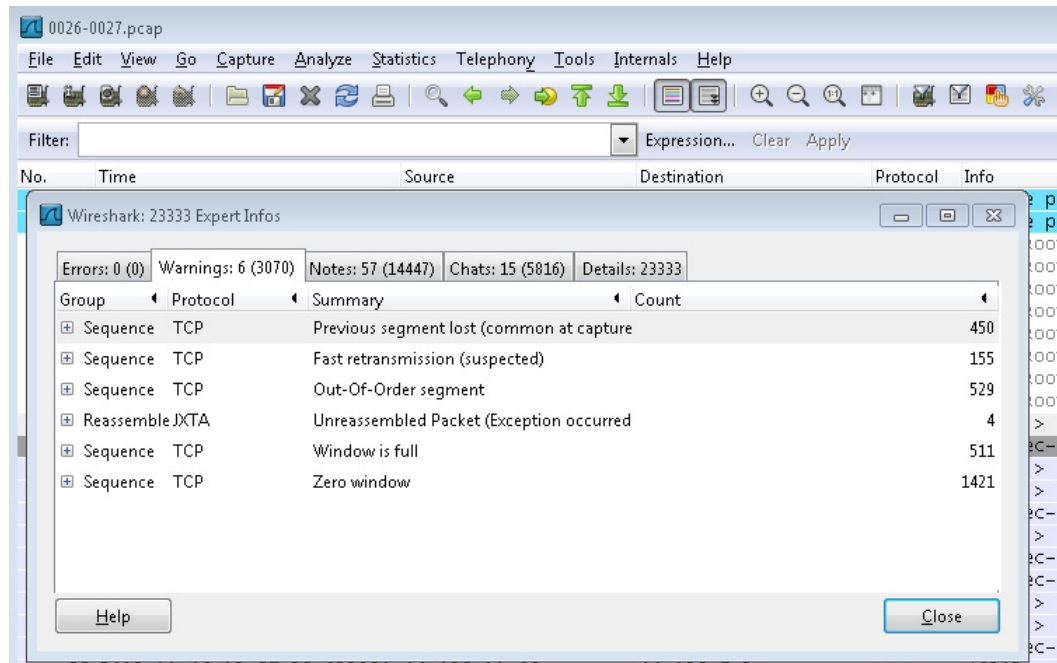 0026-0027.pcap
File Edit View Go Capture Analyze Statistics Telephony Tools Internals Help
Filter: Expression... Clear Apply
No. Time Source Destination Protocol Info
Wireshark: 23333 Expert Infos
Errors: 0 (0) Warnings: 6 (3070) Notes: 57 (14447) Chats: 15 (5816) Details: 23333
Group Protocol Summary Count
Sequence TCP Previous segment lost (common at capture 450
Sequence TCP Fast retransmission (suspected) 155
Sequence TCP Out-Of-Order segment 529
Reassemble JXTA Unreassembled Packet (Exception occurred 4
Sequence TCP Window is full 511
Sequence TCP Zero window 1421
Help Close